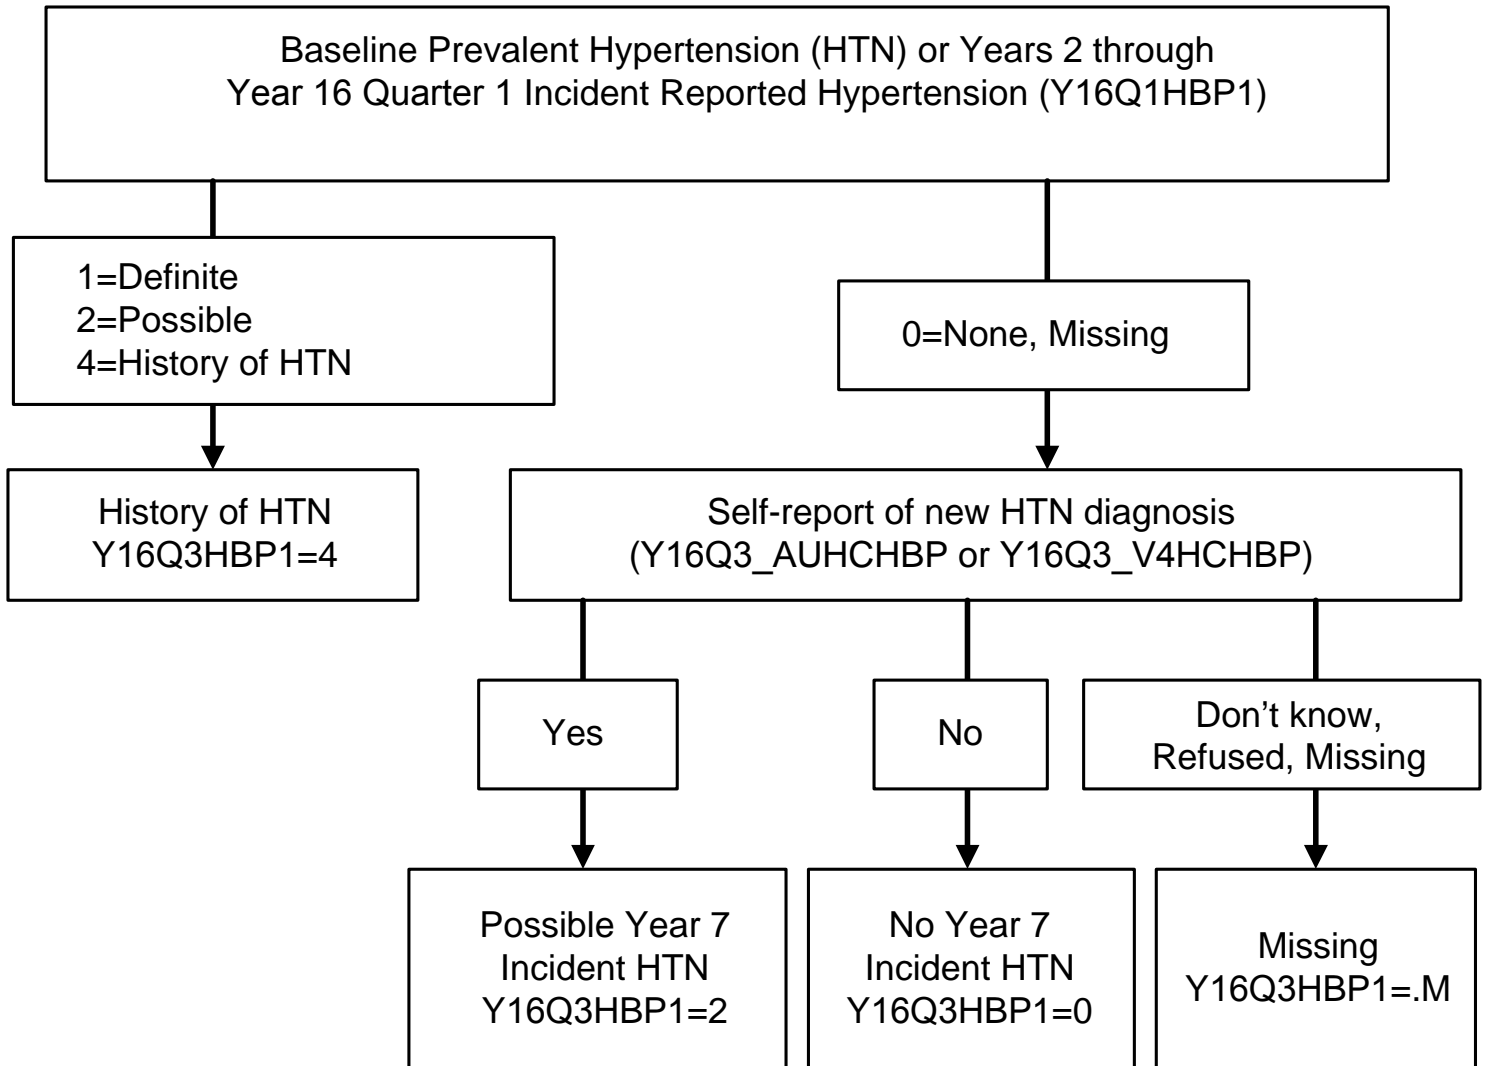 Baseline Prevalent Hypertension (HTN) or Years 2 through
Year 16 Quarter 1 Incident Reported Hypertension (Y16Q1HBP1)
1=Definite
2=Possible
4=History of HTN
0=None, Missing
History of HTN
Y16Q3HBP1=4
Self-report of new HTN diagnosis
(Y16Q3_AUHCHBP or Y16Q3_V4HCHBP)
Yes
No
Don’t know,
Refused, Missing
Possible Year 7
Incident HTN
Y16Q3HBP1=2
No Year 7
Incident HTN
Y16Q3HBP1=0
Missing
Y16Q3HBP1=.M